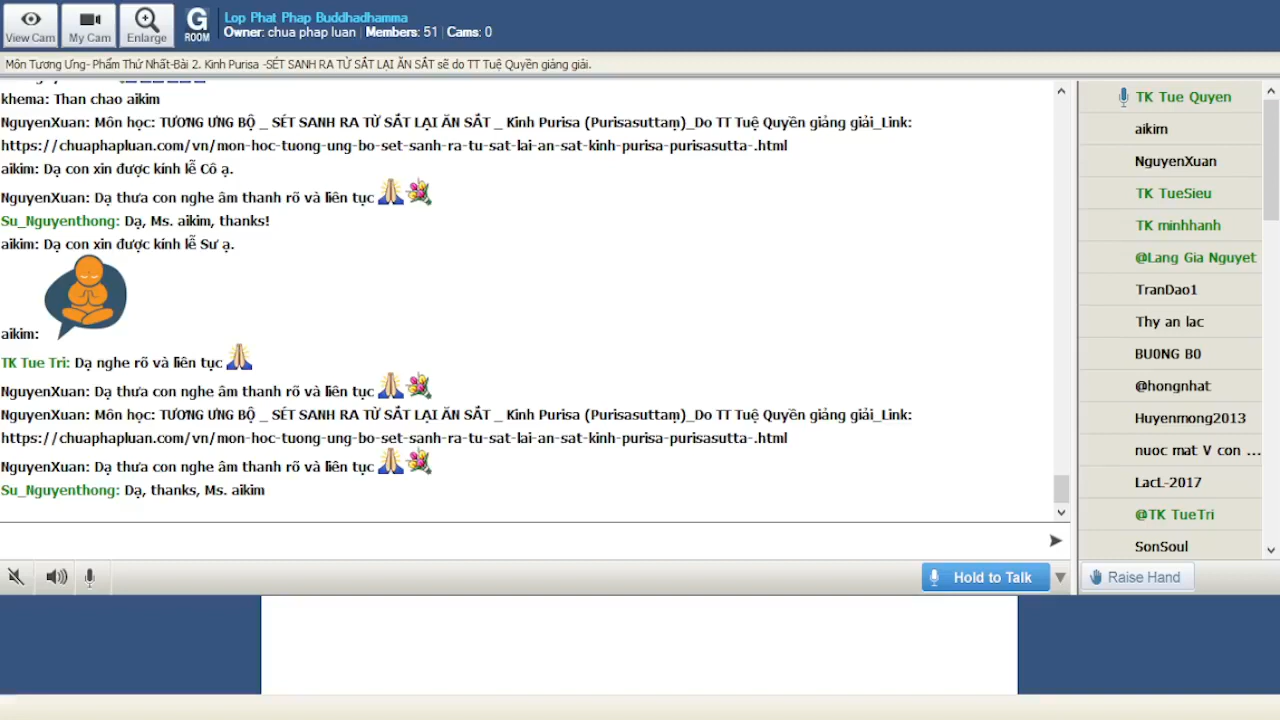 View Cam
My Cam
Enlarge
G
ROOM
Lop Phat Phap Buddhadhamma
Owner: chua phap luan | Members: 51 | Cams: 0
Môn Tương Ưng- Phẩm Thứ Nhất-Bài 2. Kinh Purisa -SÉT SANH RA TỪ SẮT LẠI ĂN SẮT sẽ do TT Tuệ Quyền giảng giải.
khema: Than chao aikim
NguyenXuan: Môn học: TƯƠNG ƯNG BỘ _ SÉT SANH RA TỪ SẮT LẠI ĂN SẮT _ Kinh Purisa (Purisasuttaṃ)_Do TT Tuệ Quyền giảng giải_Link:
https://chuaphapluan.com/vn/mon-hoc-tuong-ung-bo-set-sanh-ra-tu-sat-lai-an-sat-kinh-purisa-purisasutta-.html
aikim: Dạ con xin được kính lễ Cô ạ.
NguyenXuan: Dạ thưa con nghe âm thanh rõ và liên tục
Su_Nguyenthong: Dạ, Ms. aikim, thanks!
aikim: Dạ con xin được kính lễ Sư ạ.
aikim:
TK Tue Tri: Dạ nghe rõ và liên tục
NguyenXuan: Dạ thưa con nghe âm thanh rõ và liên tục
NguyenXuan: Môn học: TƯƠNG ƯNG BỘ _ SÉT SANH RA TỪ SẮT LẠI ĂN SẮT _ Kinh Purisa (Purisasuttaṃ)_Do TT Tuệ Quyền giảng giải_Link:
https://chuaphapluan.com/vn/mon-hoc-tuong-ung-bo-set-sanh-ra-tu-sat-lai-an-sat-kinh-purisa-purisasutta-.html
NguyenXuan: Dạ thưa con nghe âm thanh rõ và liên tục
Su_Nguyenthong: Dạ, thanks, Ms. aikim
Hold to Talk
TK Tue Quyen
aikim
NguyenXuan
TK TueSieu
TK minhhanh
@Lang Gia Nguyet
TranDao1
Thy an lac
BU0NG B0
@hongnhat
Huyenmong2013
nuoc mat V con ...
LacL-2017
@TK TueTri
SonSoul
Raise Hand